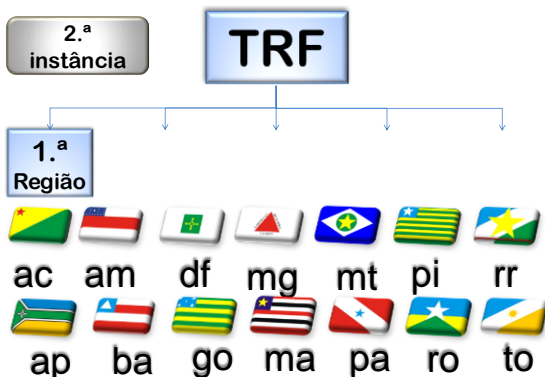 2.ª
instância
TRF
1.ª
Região
ac am df mg mt pi rr
ap ba go ma pa ro to